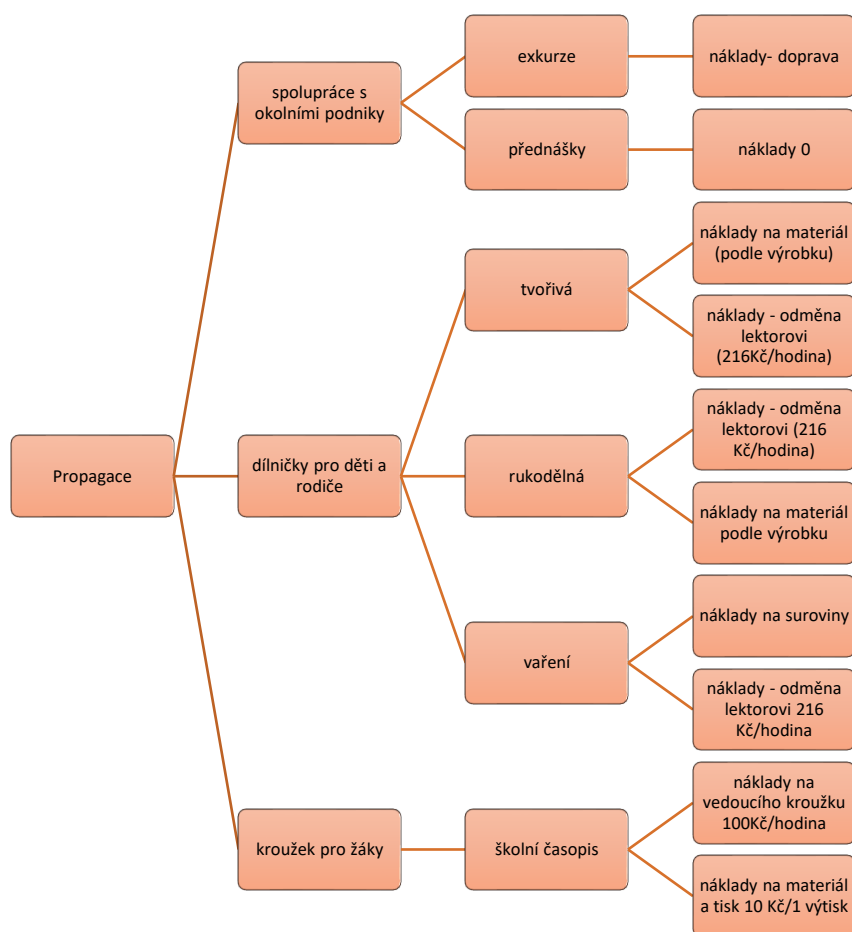 Propagace
spolupráce s
okolními podniky
exkurze
náklady- doprava
přednášky
náklady 0
dílničky pro děti a
rodiče
tvořivá
náklady na materiál
(podle výrobku)
náklady - odměna
lektorovi
(216Kč/hodina)
rukodělná
náklady - odměna
lektorovi (216
Kč/hodina)
náklady na materiál
podle výrobku
vaření
náklady na suroviny
náklady - odměna
lektorovi 216
Kč/hodina
kroužek pro žáky
školní časopis
náklady na
vedoucího kroužku
100Kč/hodina
náklady na materiál
a tisk 10 Kč/1 výtisk